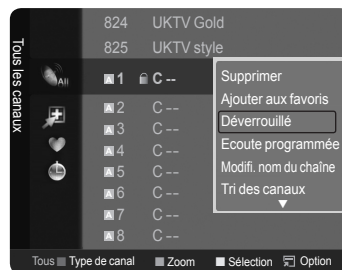 Tous les canaux
824 UKTV Gold
825 UKTV style
All
A 1 C --
A 2 C --
A 3 C --
A 4 C --
A 5 C --
A 6 C --
A 7 C --
A 8 C --
Supprimer
Ajouter aux favoris
Déverrouillé
Ecoute programmée
Modifi. nom du chaîne
Tri des canaux
Tous Type de canal Zoom Sélection Option